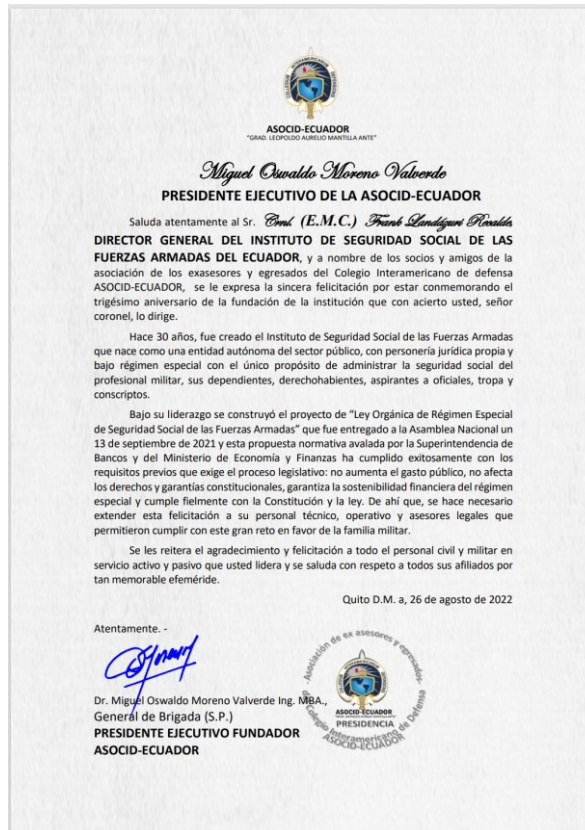 ASOCID-ECUADOR
"GRAD. LEOPOLDO AURELIO MANTILLA ANTE"
Miguel Oswaldo Moreno Valverde
PRESIDENTE EJECUTIVO DE LA ASOCID-ECUADOR
Saluda atentamente al Sr. Crnl. (E.M.C.) Frank Landázuri Recalde,
DIRECTOR GENERAL DEL INSTITUTO DE SEGURIDAD SOCIAL DE LAS
FUERZAS ARMADAS DEL ECUADOR, y a nombre de los socios y amigos de la
asociación de los exasesores y egresados del Colegio Interamericano de defensa
ASOCID-ECUADOR, se le expresa la sincera felicitación por estar conmemorando el
trigésimo aniversario de la fundación de la institución que con acierto usted, señor
coronel, lo dirige.
Hace 30 años, fue creado el Instituto de Seguridad Social de las Fuerzas Armadas
que nace como una entidad autónoma del sector público, con personería jurídica propia y
bajo régimen especial con el único propósito de administrar la seguridad social del
profesional militar, sus dependientes, derechohabientes, aspirantes a oficiales, tropa y
conscriptos.
Bajo su liderazgo se construyó el proyecto de "Ley Orgánica de Régimen Especial
de Seguridad Social de las Fuerzas Armadas" que fue entregado a la Asamblea Nacional un
13 de septiembre de 2021 y esta propuesta normativa avalada por la Superintendencia de
Bancos y del Ministerio de Economía y Finanzas ha cumplido exitosamente con los
requisitos previos que exige el proceso legislativo: no aumenta el gasto público, no afecta
los derechos y garantías constitucionales, garantiza la sostenibilidad financiera del régimen
especial y cumple fielmente con la Constitución y la ley. De ahí que, se hace necesario
extender esta felicitación a su personal técnico, operativo y asesores legales que
permitieron cumplir con este gran reto en favor de la familia militar.
Se les reitera el agradecimiento y felicitación a todo el personal civil y militar en
servicio activo y pasivo que usted lidera y se saluda con respeto a todos sus afiliados por
tan memorable efeméride.
Quito D.M. a, 26 de agosto de 2022
Atentamente. -
Dr. Miguel Oswaldo Moreno Valverde Ing. MBA.,
General de Brigada (S.P.)
PRESIDENTE EJECUTIVO FUNDADOR
ASOCID-ECUADOR
Asociación de ex asesores y egresados
del Colegio Interamericano de Defensa
ASOCID-ECUADOR
PRESIDENCIA
ASOCID-ECUADOR